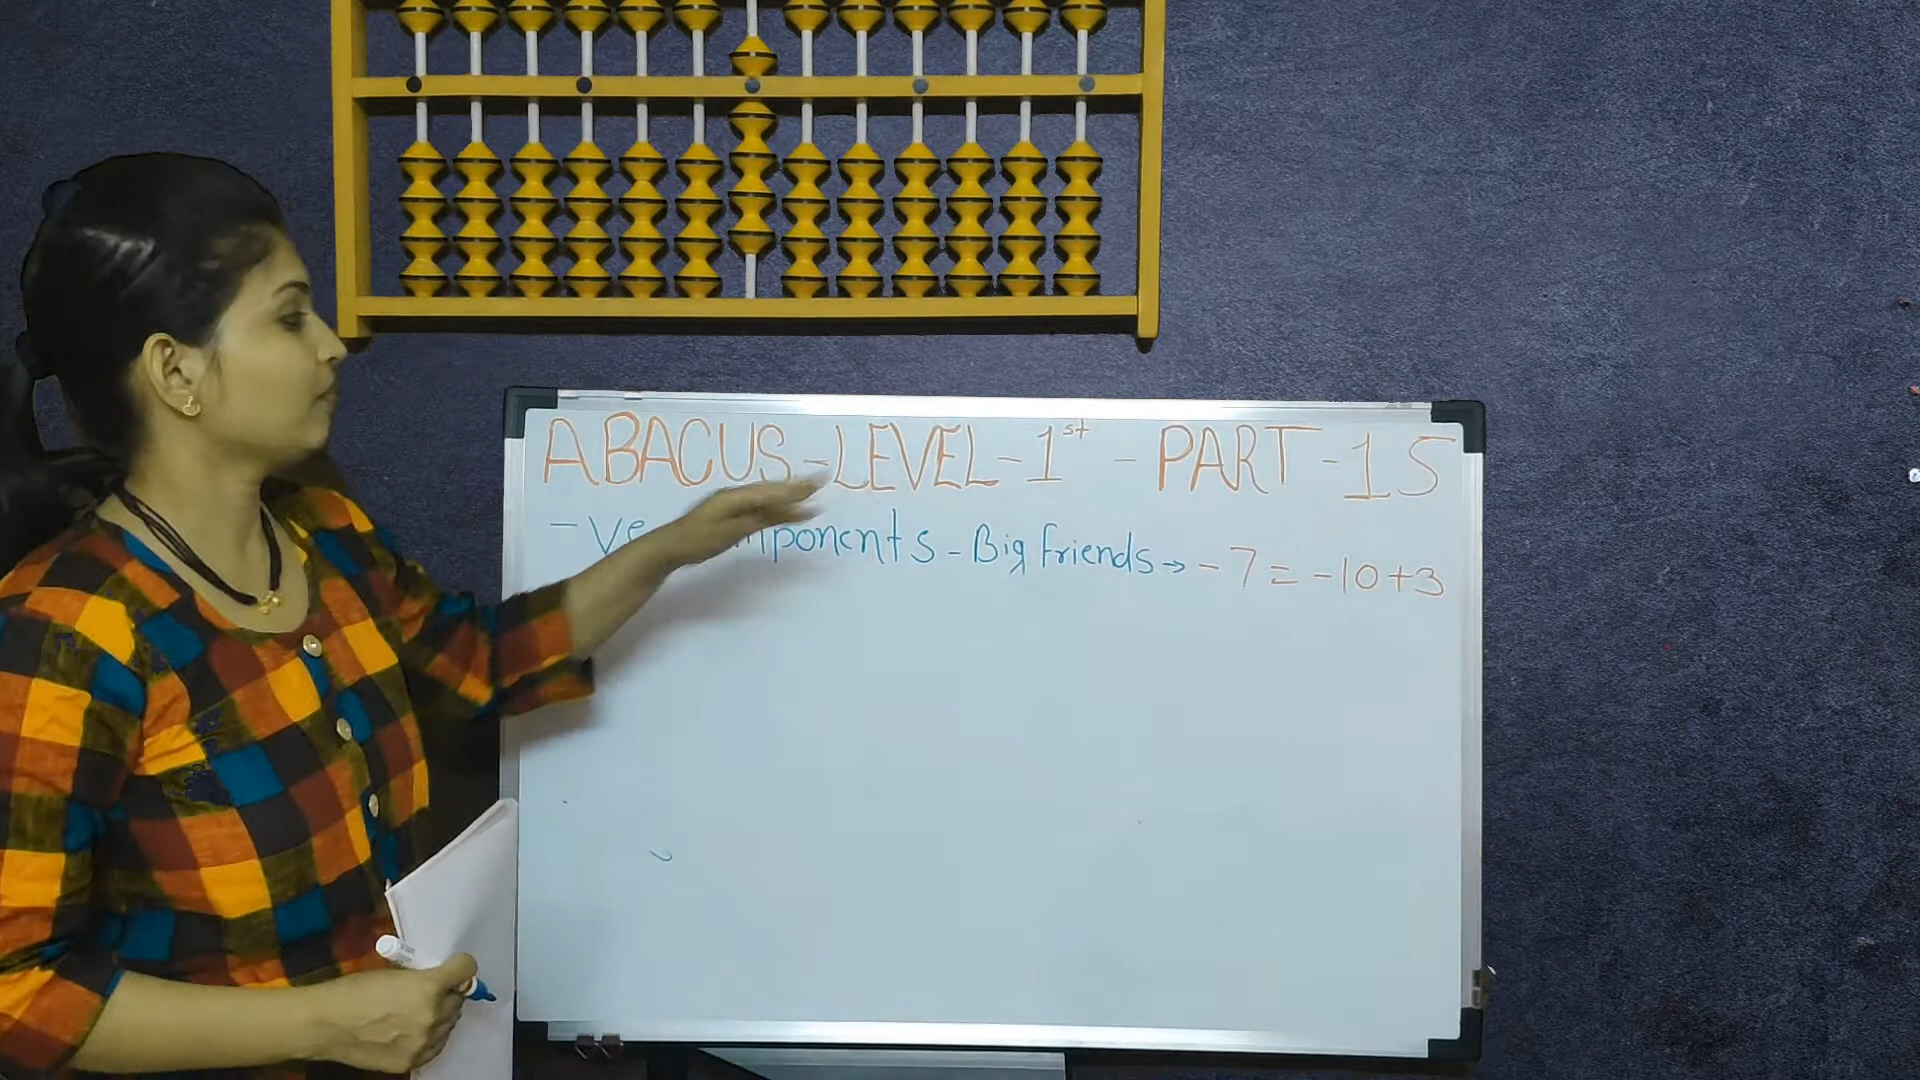 ABACUS-LEVEL-1st - PART-15
-ve mponents - Big friends → -7 = -10+3